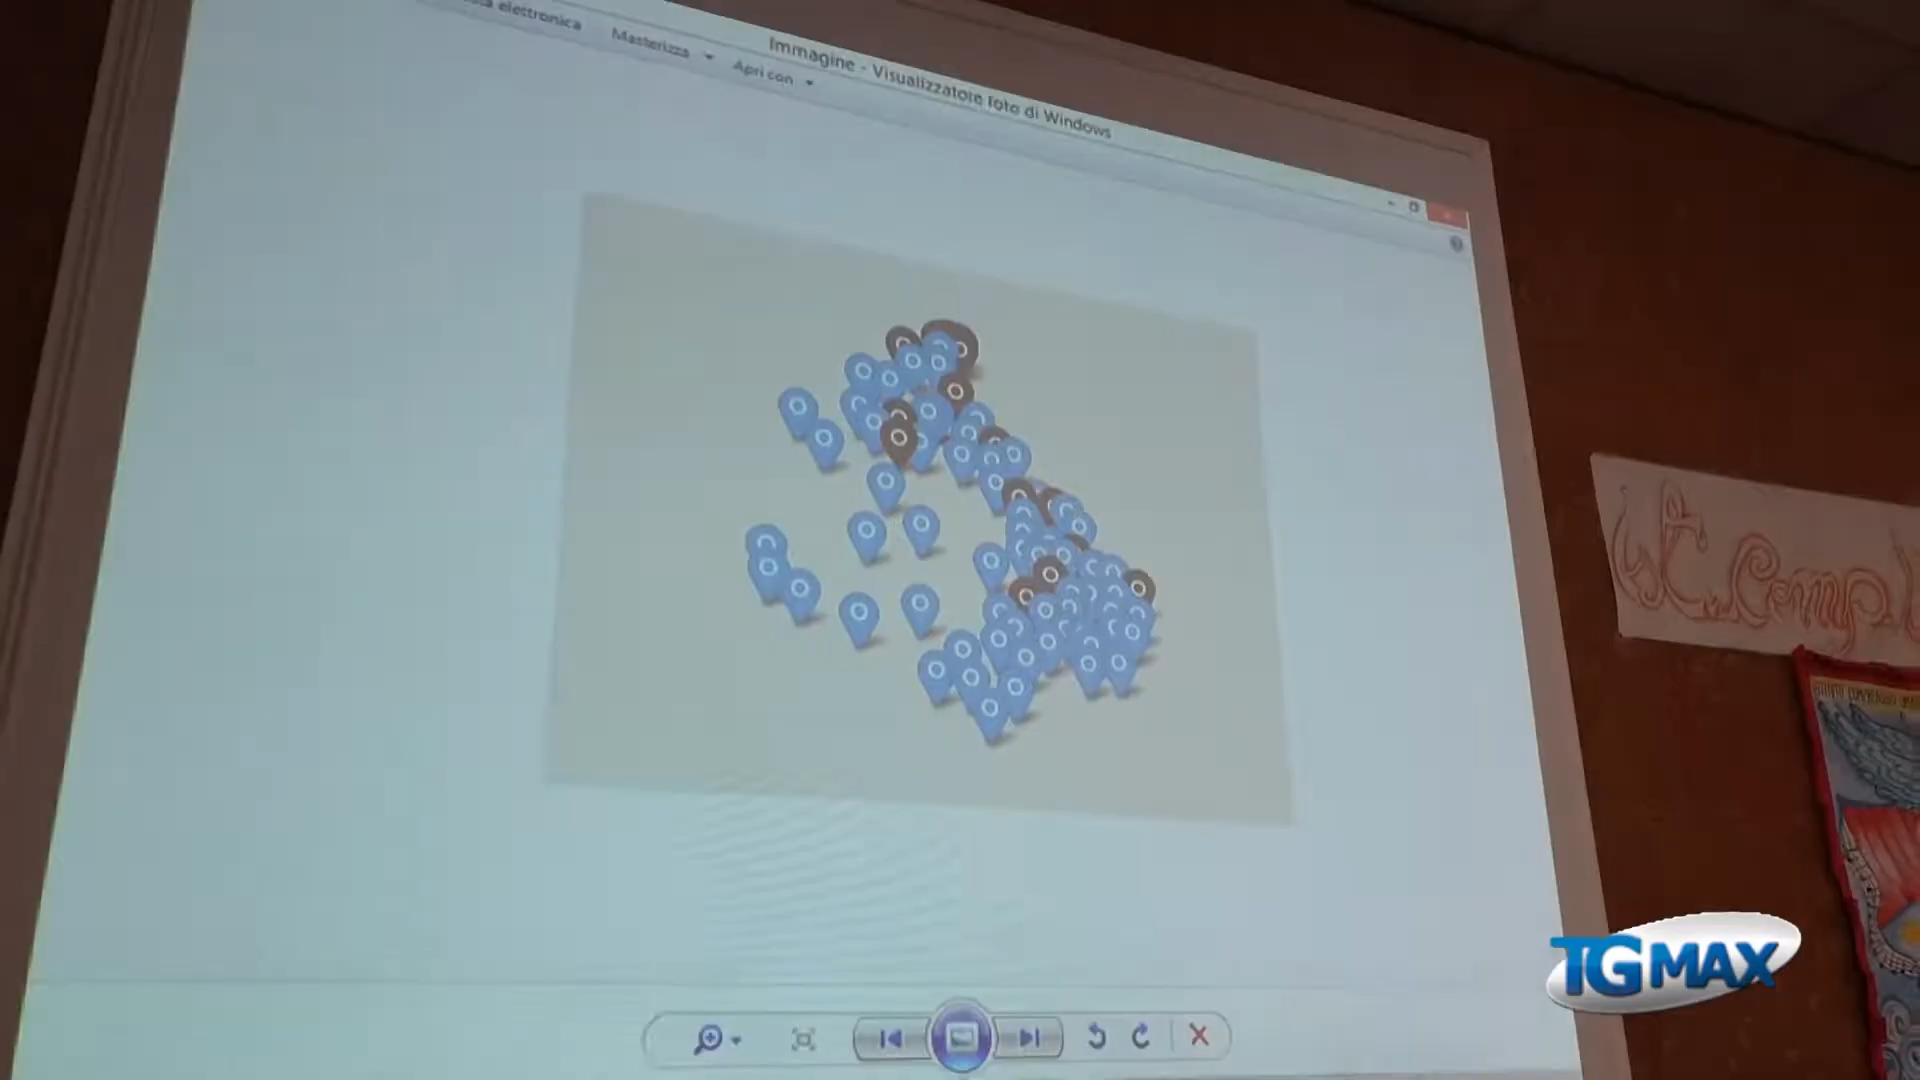 elettronica
Masterizza
Apri con
Immagine - Visualizzatore foto di Windows
TGMAX